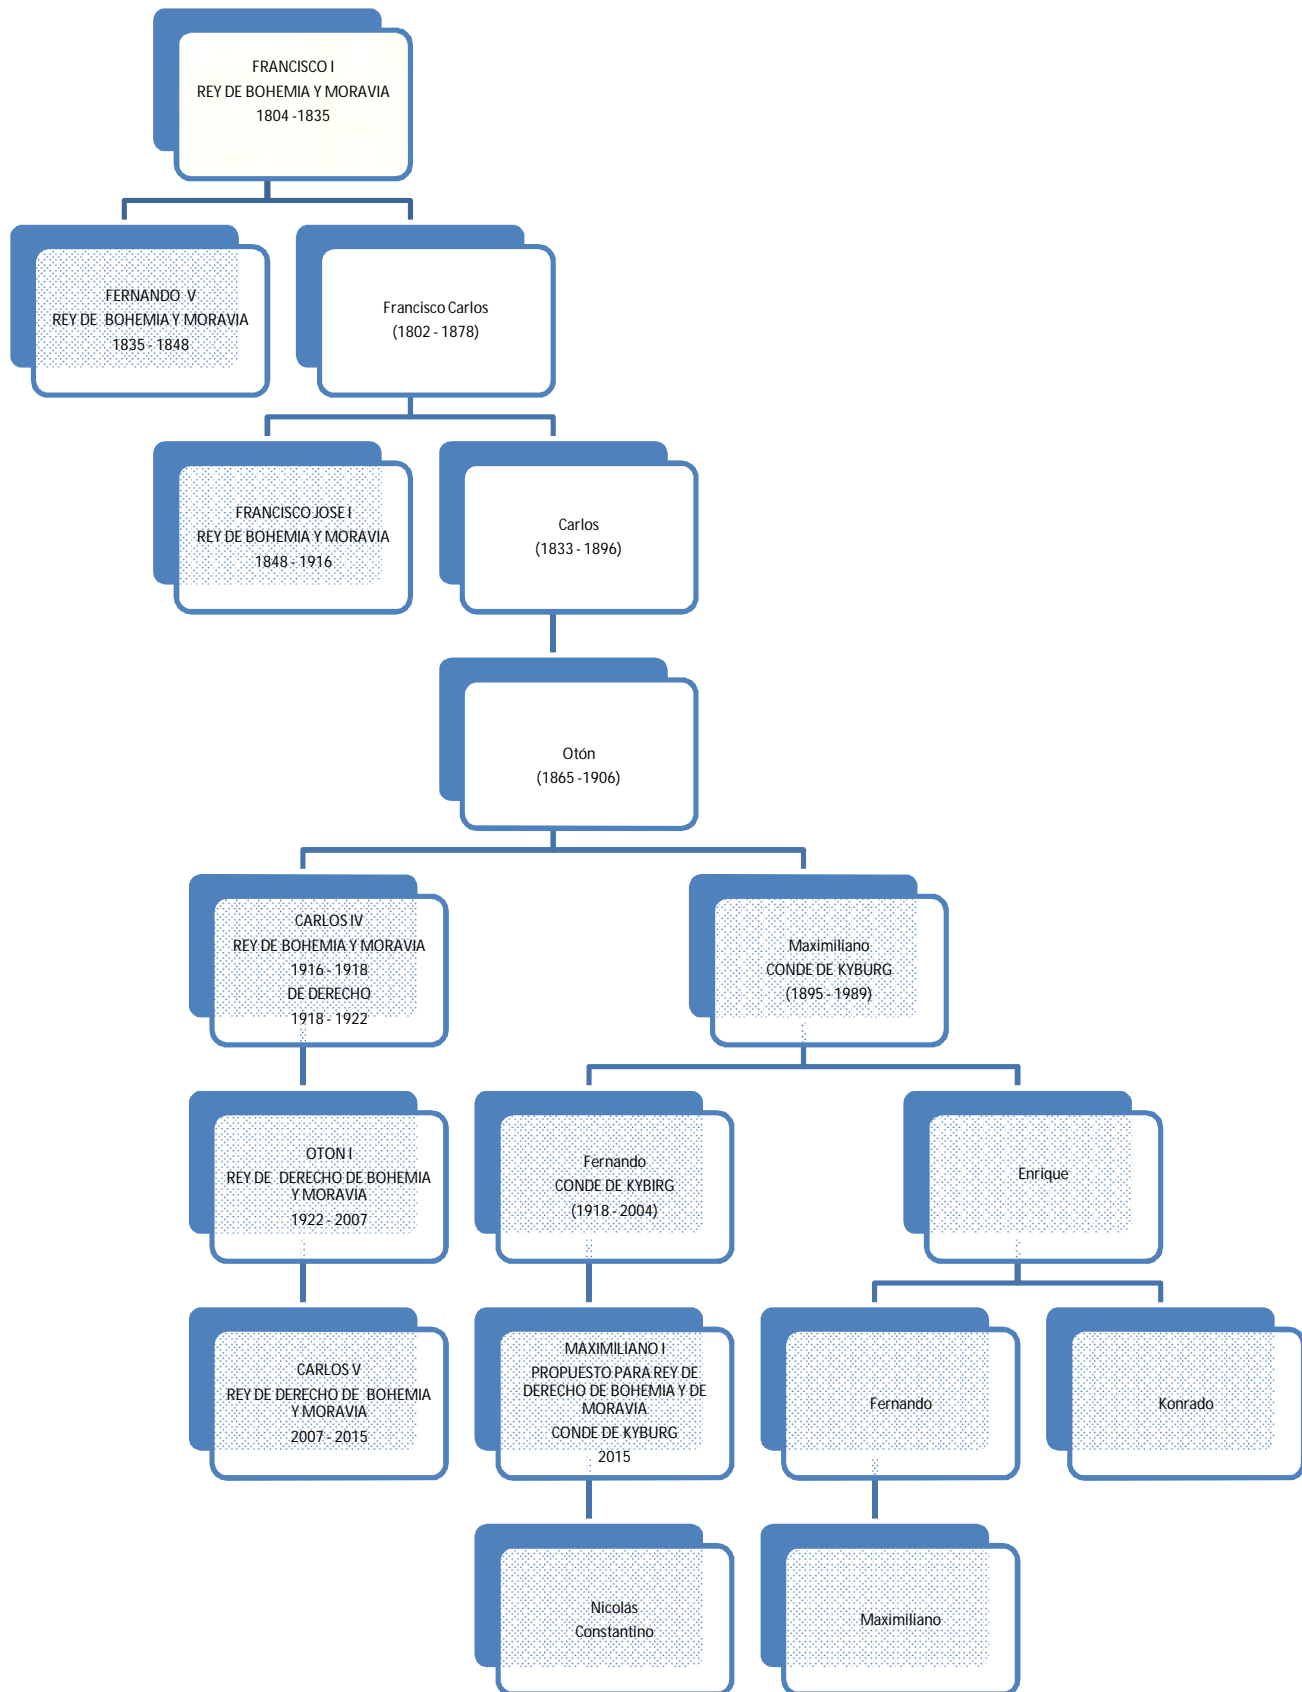 FRANCISCO I
REY DE BOHEMIA Y MORAVIA
1804 -1835
FERNANDO V
REY DE BOHEMIA Y MORAVIA
1835 - 1848
Francisco Carlos
(1802 - 1878)
FRANCISCO JOSE I
REY DE BOHEMIA Y MORAVIA
1848 - 1916
Carlos
(1833 - 1896)
Otón
(1865 -1906)
CARLOS IV
REY DE BOHEMIA Y MORAVIA
1916 - 1918
DE DERECHO
1918 - 1922
Maximiliano
CONDE DE KYBURG
(1895 - 1989)
OTON I
REY DE DERECHO DE BOHEMIA
Y MORAVIA
1922 - 2007
Fernando
CONDE DE KYBIRG
(1918 - 2004)
Enrique
CARLOS V
REY DE DERECHO DE BOHEMIA
Y MORAVIA
2007 - 2015
MAXIMILIANO I
PROPUESTO PARA REY DE
DERECHO DE BOHEMIA Y DE
MORAVIA
CONDE DE KYBURG
2015
Fernando
Konrado
Nicolás
Constantino
Maximiliano